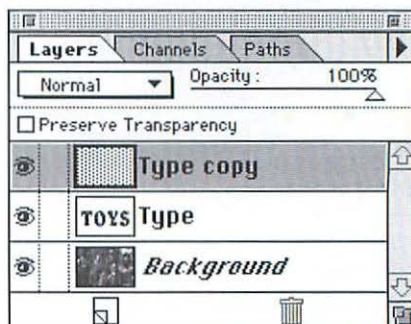 Layers Channels Paths
Normal Opacity: 100%
Preserve Transparency
Type copy
TOYS Type
Background